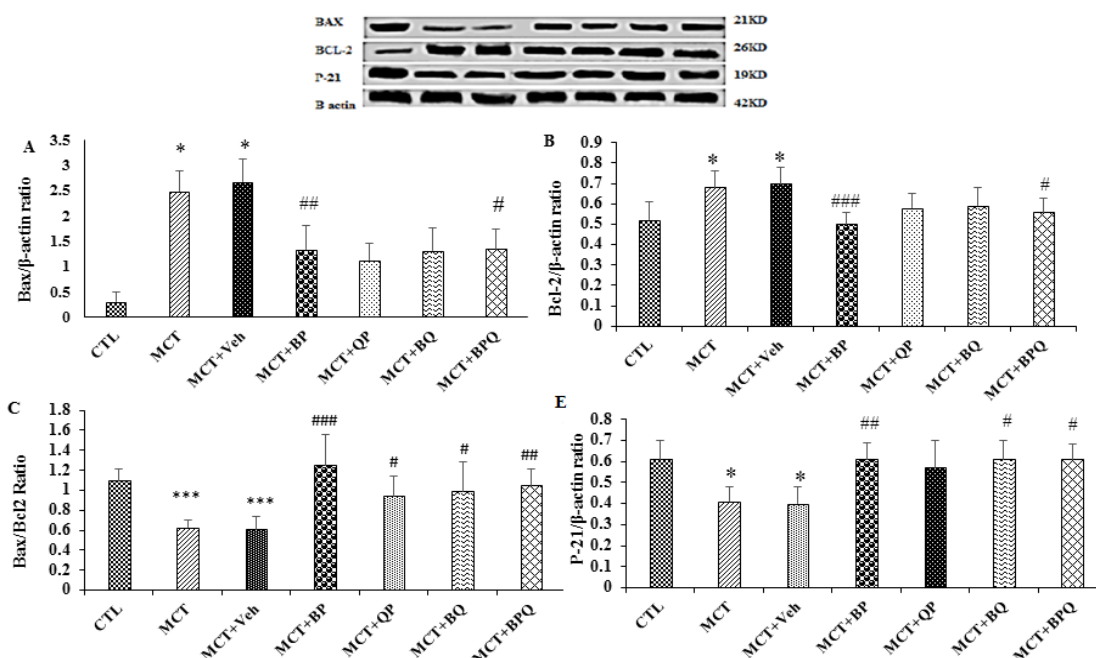 BAX 21KD
BCL-2 26KD
P-21 19KD
B actin 42KD
A
Bax/β-actin ratio
3.5
3
2.5
2
1.5
1
0.5
0
*
*
##
#
CTL
MCT
MCT+Veh
MCT+BP
MCT+QP
MCT+BQ
MCT+BPQ
B
Bcl-2/β-actin ratio
0.9
0.8
0.7
0.6
0.5
0.4
0.3
0.2
0.1
0
*
*
###
#
CTL
MCT
MCT+Veh
MCT+BP
MCT+QP
MCT+BQ
MCT+BPQ
C
Bax/Bcl2 Ratio
1.8
1.6
1.4
1.2
1
0.8
0.6
0.4
0.2
0
***
***
###
#
#
##
CTL
MCT
MCT+Veh
MCT+BP
MCT+QP
MCT+BQ
MCT+BPQ
E
P-21/β-actin ratio
0.8
0.7
0.6
0.5
0.4
0.3
0.2
0.1
0
*
*
##
#
#
CTL
MCT
MCT+Veh
MCT+BP
MCT+QP
MCT+BQ
MCT+BPQ